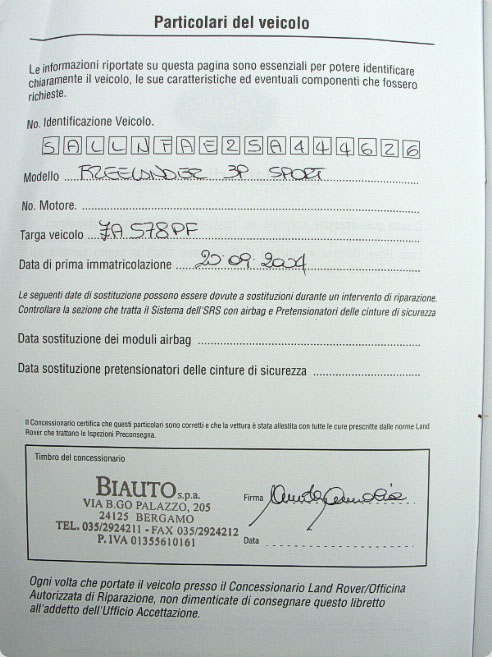 Particolari del veicolo
Le informazioni riportate su questa pagina sono essenziali per potere identificare
chiaramente il veicolo, le sue caratteristiche ed eventuali componenti che fossero
richieste.
No. Identificazione Veicolo.
SALLNFAE25A444626
Modello FREELANDER 3P SPORT
No. Motore.
Targa veicolo ZA 578PF
Data di prima immatricolazione 20.09.2004
Le seguenti date di sostituzione possono essere dovute a sostituzioni durante un intervento di riparazione.
Controllare la sezione che tratta il Sistema dell'SRS con airbag e Pretensionatori delle cinture di sicurezza
Data sostituzione dei moduli airbag
Data sostituzione pretensionatori delle cinture di sicurezza
Il Concessionario certifica che questi particolari sono corretti e che la vettura è stata allestita con tutte le cure prescritte dalle norme Land
Rover che trattano le Ispezioni Preconsegna.
Timbro del concessionario
BIAUTO s.p.a.
VIA B.GO PALAZZO, 205
24125 BERGAMO
TEL. 035/2924211 - FAX 035/2924212
P. IVA 01355610161
Firma
Data
Ogni volta che portate il veicolo presso il Concessionario Land Rover/Officina
Autorizzata di Riparazione, non dimenticate di consegnare questo libretto
all'addetto dell'Ufficio Accettazione.